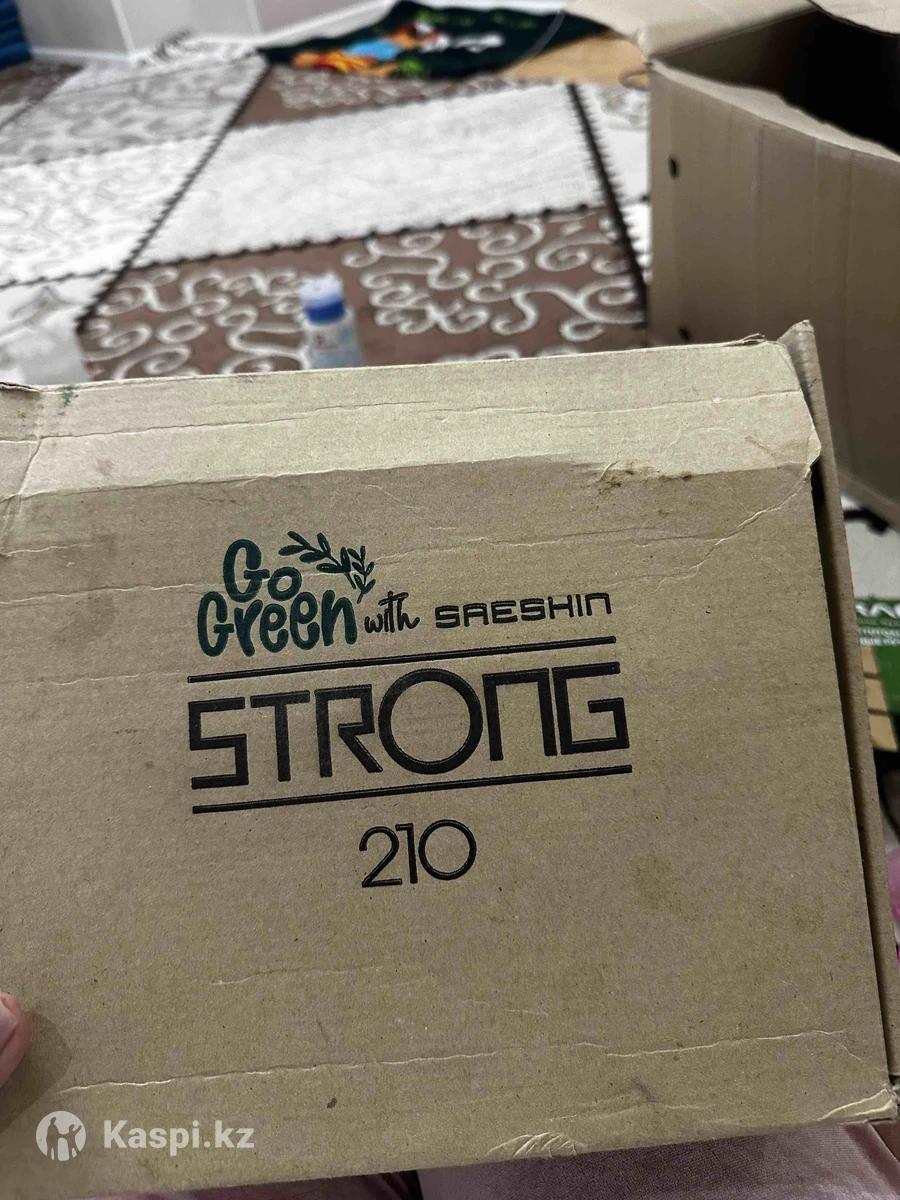 Go
Green with SAESHIN
STRONG
210
Kaspi.kz